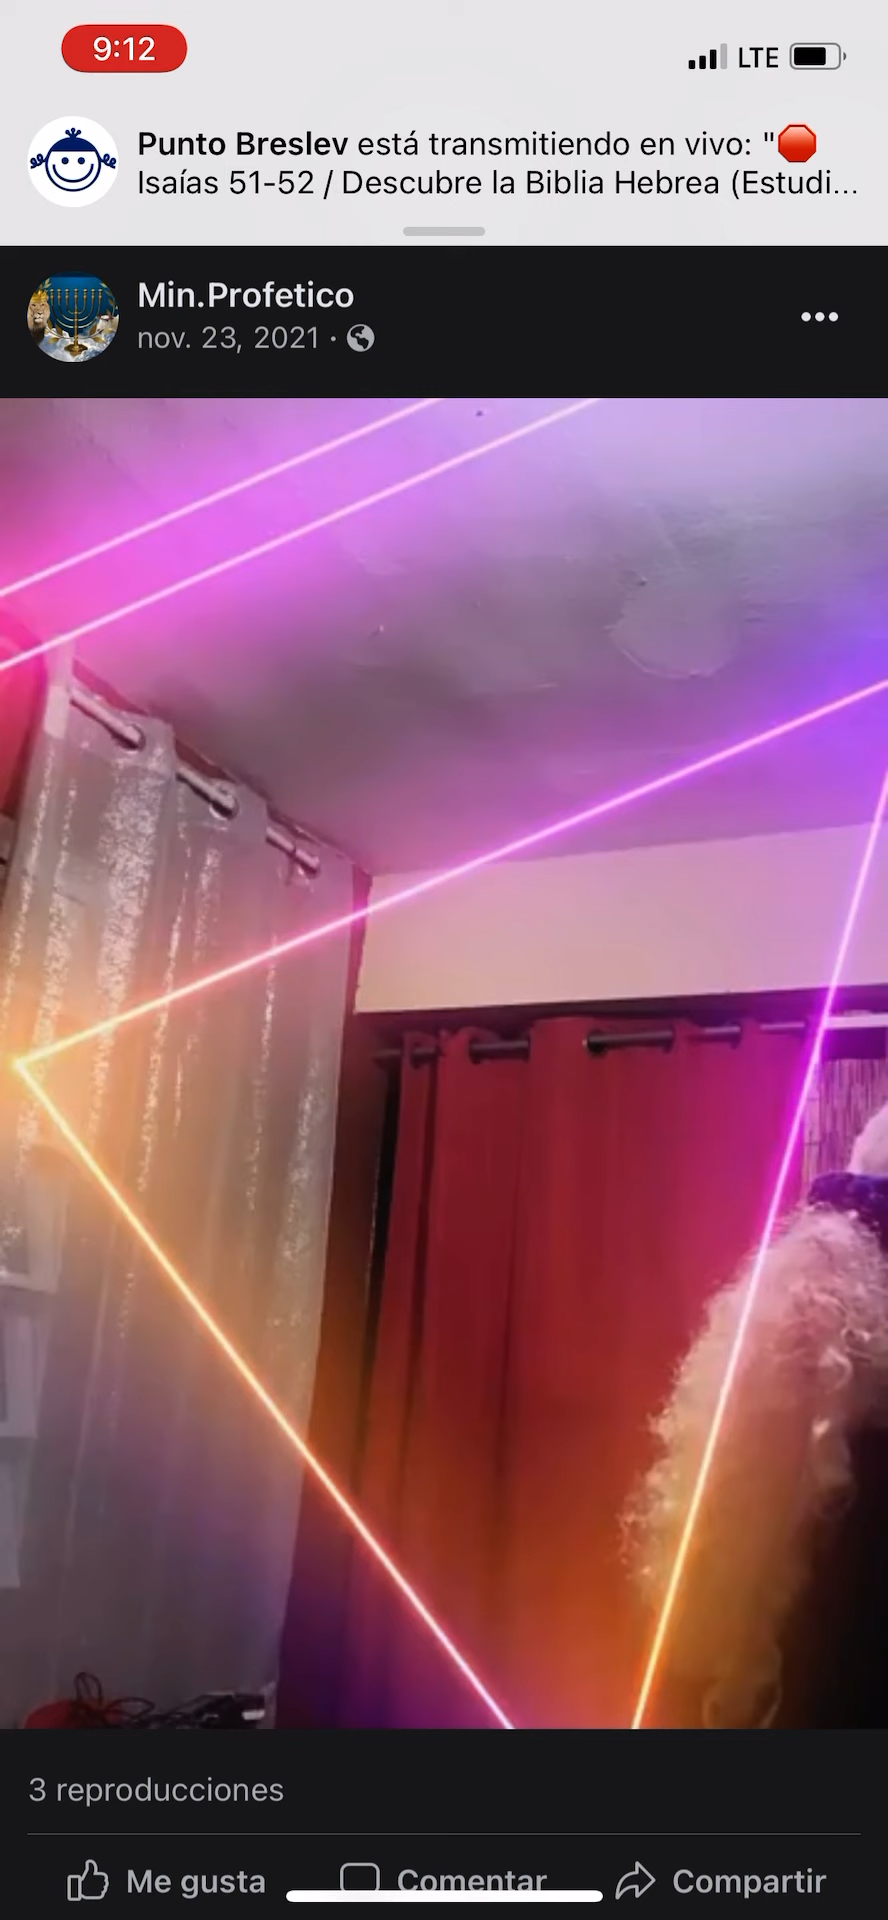 9:12
LTE
Punto Breslev está transmitiendo en vivo: "🛑
Isaías 51-52 / Descubre la Biblia Hebrea (Estudi...
Min.Profetico
nov. 23, 2021 ·
3 reproducciones
Me gusta
Comentar
Compartir